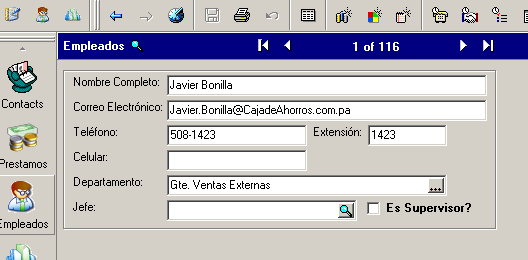 Empleados
1 of 116
Contacts
Prestamos
Empleados
Nombre Completo: Javier Bonilla
Correo Electrónico: Javier.Bonilla@CajadeAhorros.com.pa
Teléfono: 508-1423 Extensión: 1423
Celular:
Departamento: Gte. Ventas Externas ...
Jefe: Es Supervisor?